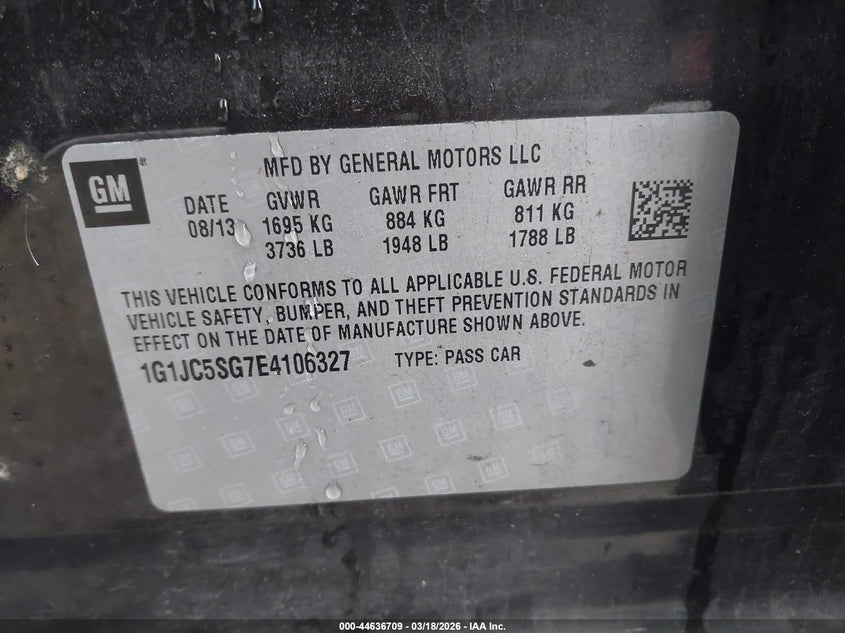 GM ®
MFD BY GENERAL MOTORS LLC
DATE GVWR GAWR FRT GAWR RR
08/13 1695 KG 884 KG 811 KG
3736 LB 1948 LB 1788 LB
THIS VEHICLE CONFORMS TO ALL APPLICABLE U.S. FEDERAL MOTOR
VEHICLE SAFETY, BUMPER, AND THEFT PREVENTION STANDARDS IN
EFFECT ON THE DATE OF MANUFACTURE SHOWN ABOVE.
1G1JC5SG7E4106327 TYPE: PASS CAR
000-44636709 - 03/18/2026 - IAA Inc.